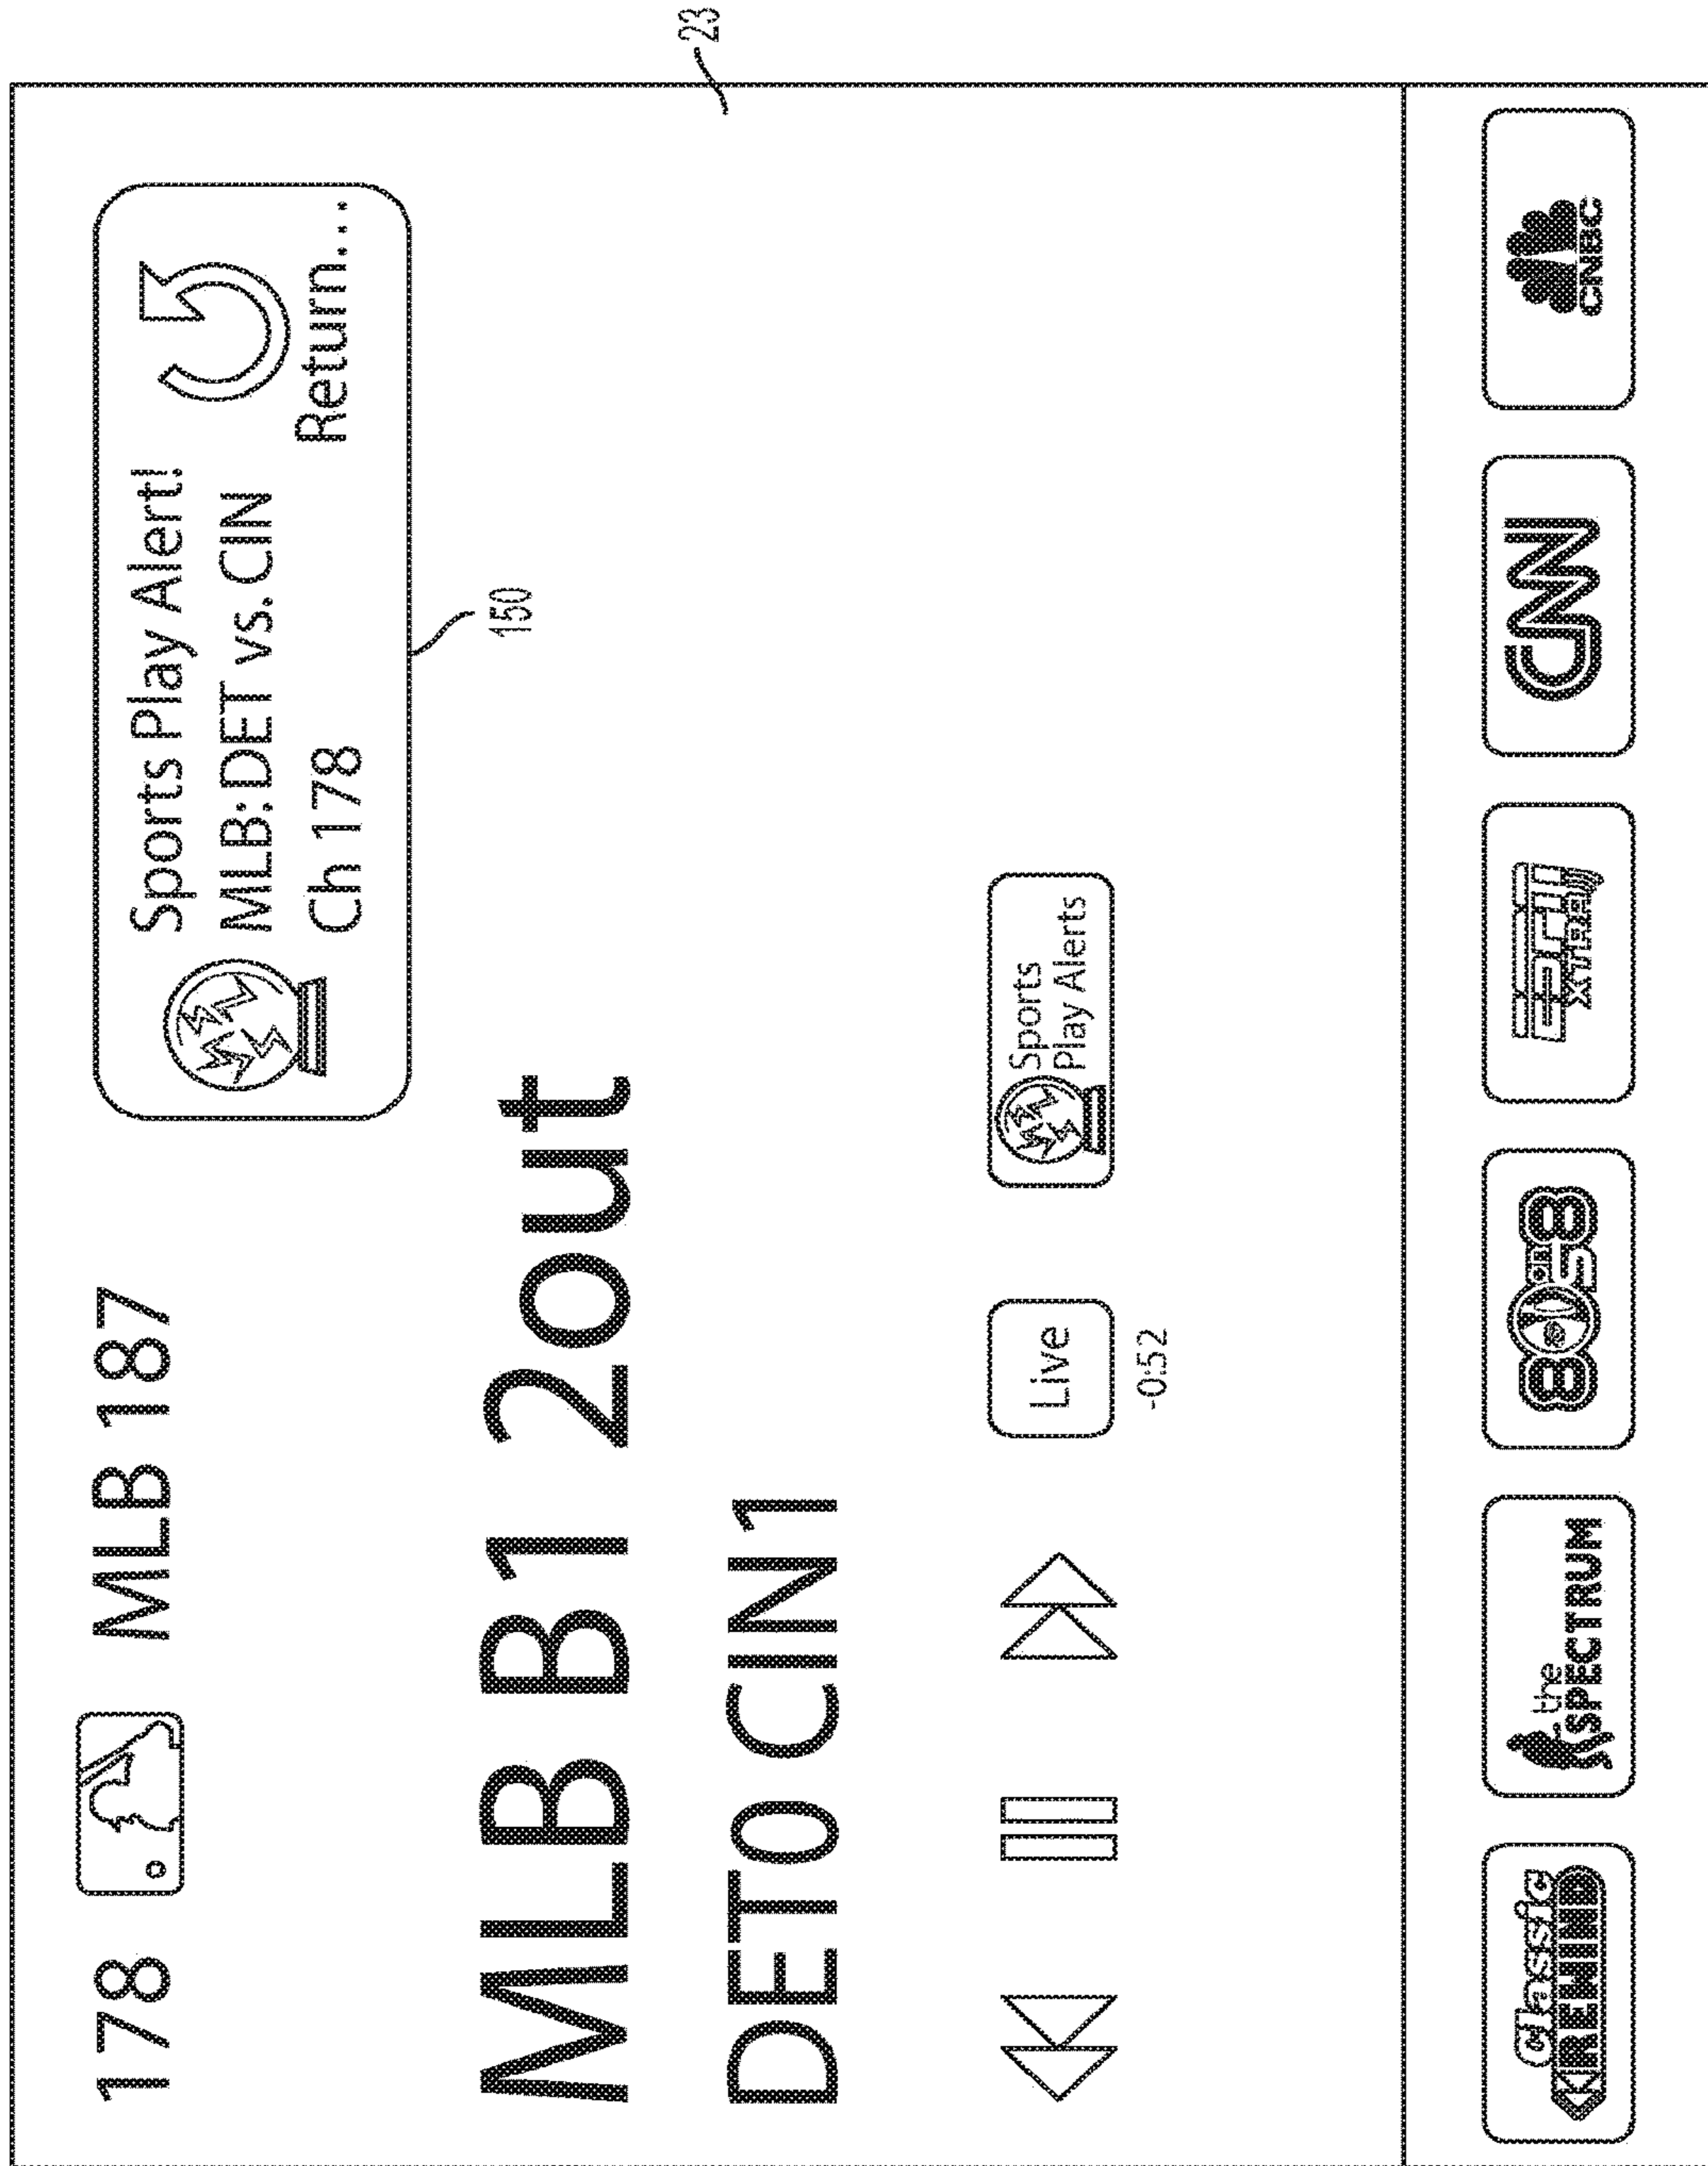 23
178 MLB 187
Sports Play Alert!
MLB: DET vs. CIN
Ch 178
Return...
150
MLB B1 2out
DET0 CIN1
Live
-0:52
Sports
Play Alerts
classic
REWIND
the
SPECTRUM
80s on 8
XTRA
CNN
CNBC